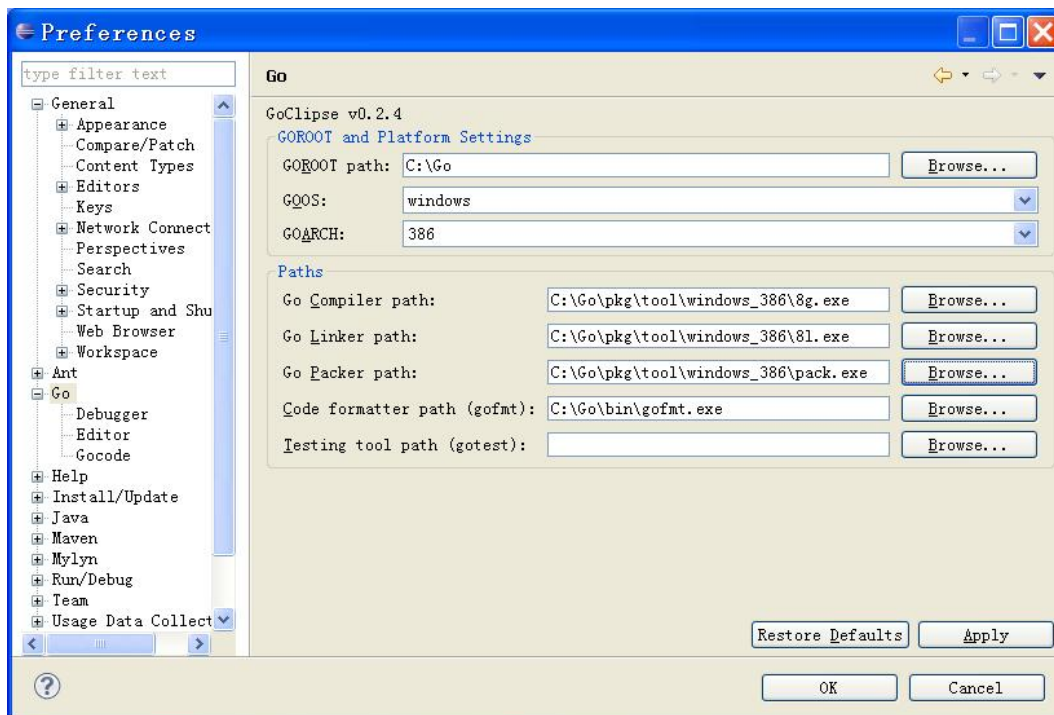 Preferences
type filter text
General
Appearance
Compare/Patch
Content Types
Editors
Keys
Network Connect
Perspectives
Search
Security
Startup and Shu
Web Browser
Workspace
Ant
Go
Debugger
Editor
Gocode
Help
Install/Update
Java
Maven
Mylyn
Run/Debug
Team
Usage Data Collect
Go
GoClipse v0.2.4
GOROOT and Platform Settings
GOROOT path: C:\Go Browse...
GOOS: windows
GOARCH: 386
Paths
Go Compiler path: C:\Go\pkg\tool\windows_386\8g.exe Browse...
Go Linker path: C:\Go\pkg\tool\windows_386\8l.exe Browse...
Go Packer path: C:\Go\pkg\tool\windows_386\pack.exe Browse...
Code formatter path (gofmt): C:\Go\bin\gofmt.exe Browse...
Testing tool path (gotest): Browse...
Restore Defaults Apply
OK Cancel